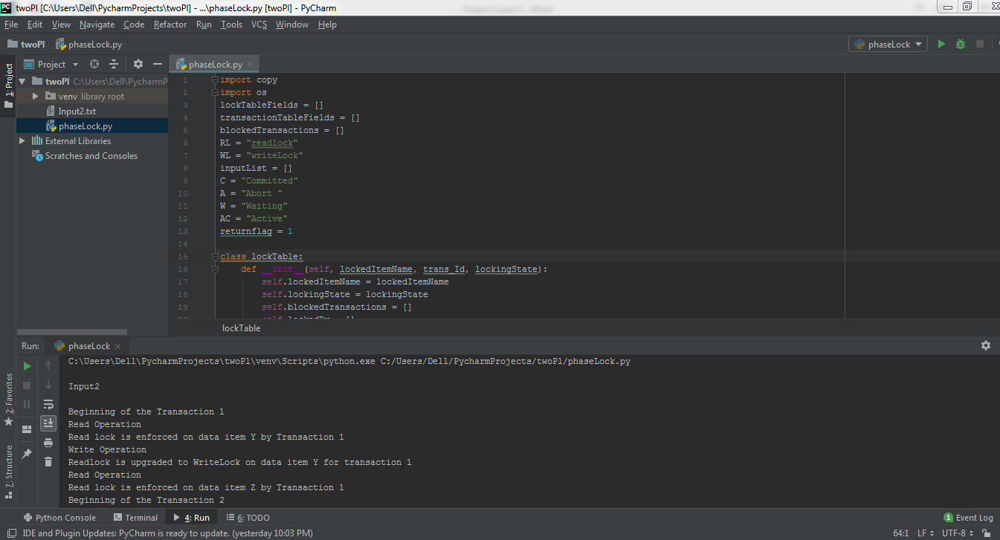 PC twoPl [C:\Users\Dell\PycharmProjects\twoPl] - ...\phaseLock.py [twoPl] - PyCharm
File Edit View Navigate Code Refactor Run Tools VCS Window Help
twoPl phaseLock.py phaseLock
1: Project
Project
twoPl C:\Users\Dell\PycharmP
venv library root
Input2.txt
phaseLock.py
External Libraries
Scratches and Consoles
phaseLock.py
1 import copy
2 import os
3 lockTableFields = []
4 transactionTableFields = []
5 blockedTransactions = []
6 RL = "readlock"
7 WL = "writeLock"
8 inputList = []
9 C = "Committed"
10 A = "Abort "
11 W = "Waiting"
12 AC = "Active"
13 returnflag = 1
14
15 class lockTable:
16 def __init__(self, lockedItemName, trans_Id, lockingState):
17 self.lockedItemName = lockedItemName
18 self.lockingState = lockingState
19 self.blockedTransactions = []
lockTable
Run: phaseLock
2: Favorites
7: Structure
C:\Users\Dell\PycharmProjects\twoPl\venv\Scripts\python.exe C:/Users/Dell/PycharmProjects/twoPl/phaseLock.py
Input2
Beginning of the Transaction 1
Read Operation
Read lock is enforced on data item Y by Transaction 1
Write Operation
Readlock is upgraded to WriteLock on data item Y for transaction 1
Read Operation
Read lock is enforced on data item Z by Transaction 1
Beginning of the Transaction 2
Python Console Terminal 4: Run 6: TODO 1 Event Log
IDE and Plugin Updates: PyCharm is ready to update. (yesterday 10:03 PM) 64:1 LF UTF-8